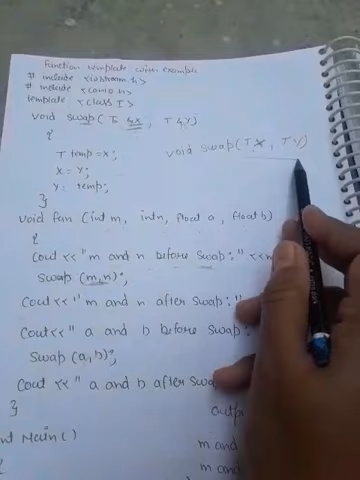 Function template with example
# include <iostream.h>
# include <conio.h>
template <class T>
void swap( T &x, T &y)
{
T temp = x;
void swap( T X, T Y)
X = Y;
Y = temp;
}
void fan (int m, int n, float a, float b)
{
Cout << " m and n before swap:" <<m
swap (m,n);
Cout << " m and n after swap:"
Cout << " a and b before swap:
swap (a,b);
Cout << " a and b after swap
}
output
Main()
m and
{
m and